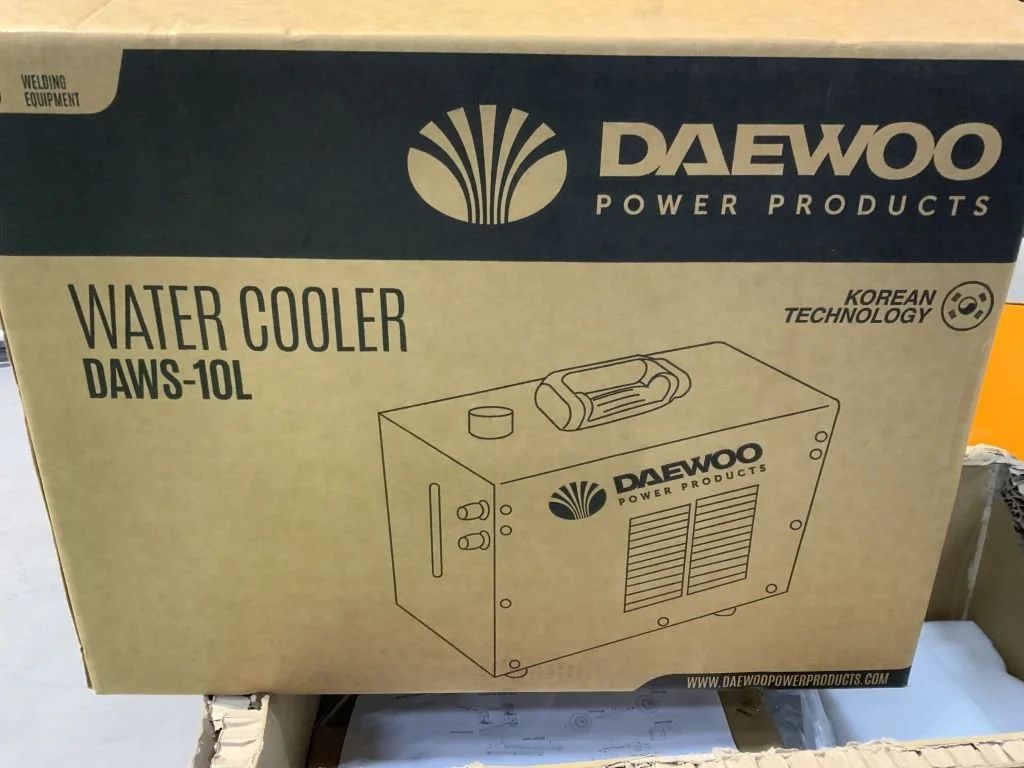 WELDING
EQUIPMENT
DAEWOO
POWER PRODUCTS
WATER COOLER
DAWS-10L
KOREAN
TECHNOLOGY
DAEWOO
POWER PRODUCTS
WWW.DAEWOOPOWERPRODUCTS.COM